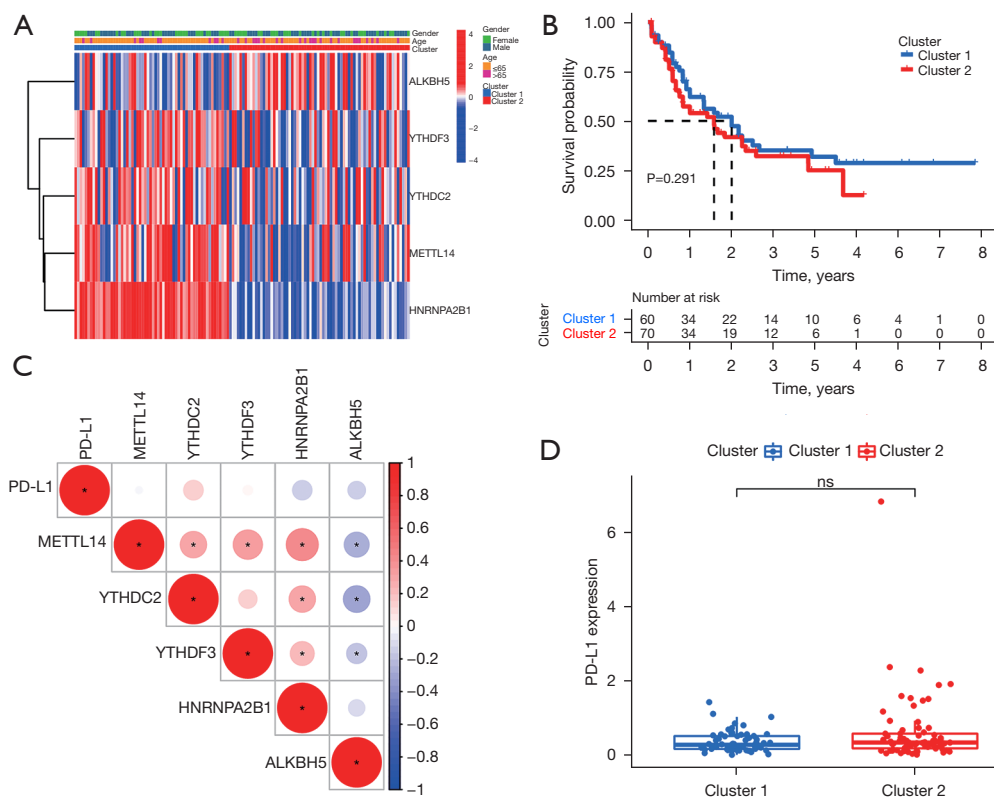 A
Gender
Age
Cluster
ALKBH5
YTHDF3
YTHDC2
METTL14
HNRNPA2B1
4
2
0
−2
−4
Gender
Female
Male
Age
≤65
>65
Cluster
Cluster 1
Cluster 2
B
Survival probability
1.00
0.75
0.50
0.25
0.00
Cluster
Cluster 1
Cluster 2
P=0.291
0 1 2 3 4 5 5 6 7 8
Time, years
Number at risk
Cluster
Cluster 1 60 34 22 14 10 6 4 1 0
Cluster 2 70 34 19 12 6 1 0 0 0
0 1 2 3 4 5 6 7 8
Time, years
C
PD-L1 METTL14 YTHDC2 YTHDF3 HNRNPA2B1 ALKBH5
PD-L1 *
METTL14 * * * * *
YTHDC2 * * *
YTHDF3 * * *
HNRNPA2B1 *
ALKBH5 *
1
0.8
0.6
0.4
0.2
0
−0.2
−0.4
−0.6
−0.8
−1
D
Cluster Cluster 1 Cluster 2
ns
PD-L1 expression
6
4
2
0
Cluster 1 Cluster 2